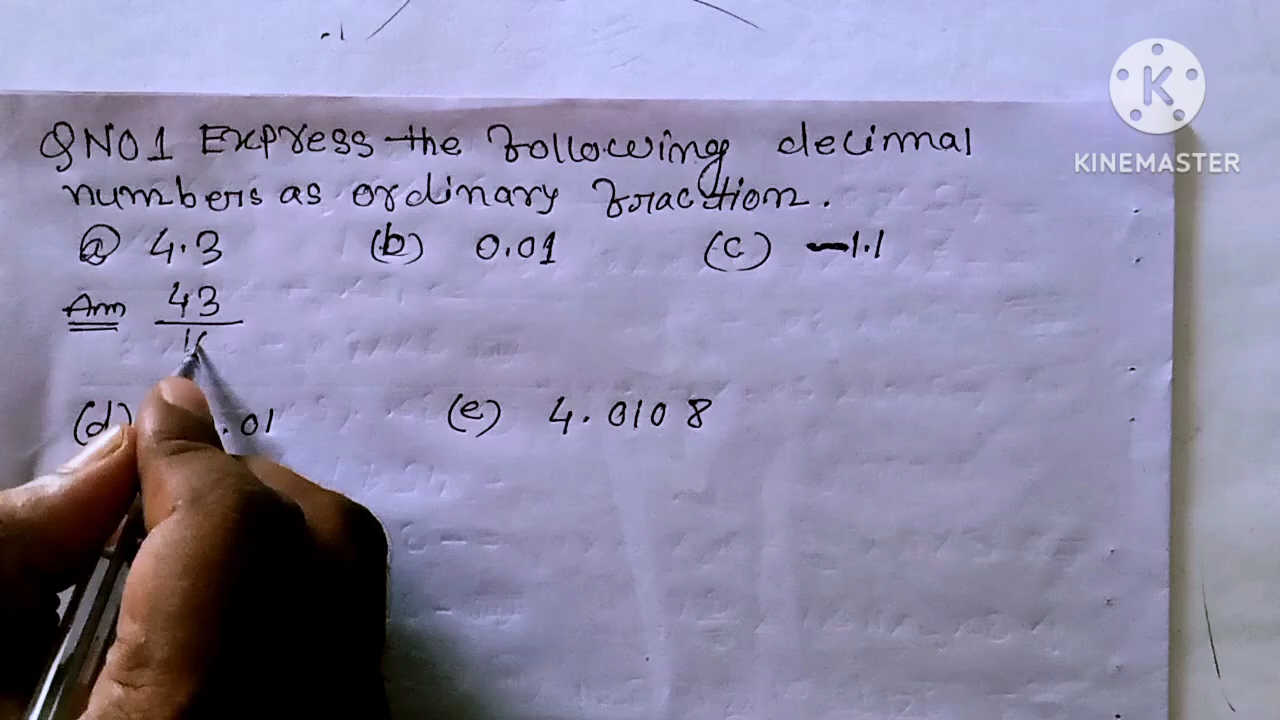 QNO1 Express the following decimal
numbers as ordinary fraction.
(a) 4.3 (b) 0.01 (c) -1.1
Ans 43
(d) .01 (e) 4.0108
KINEMASTER